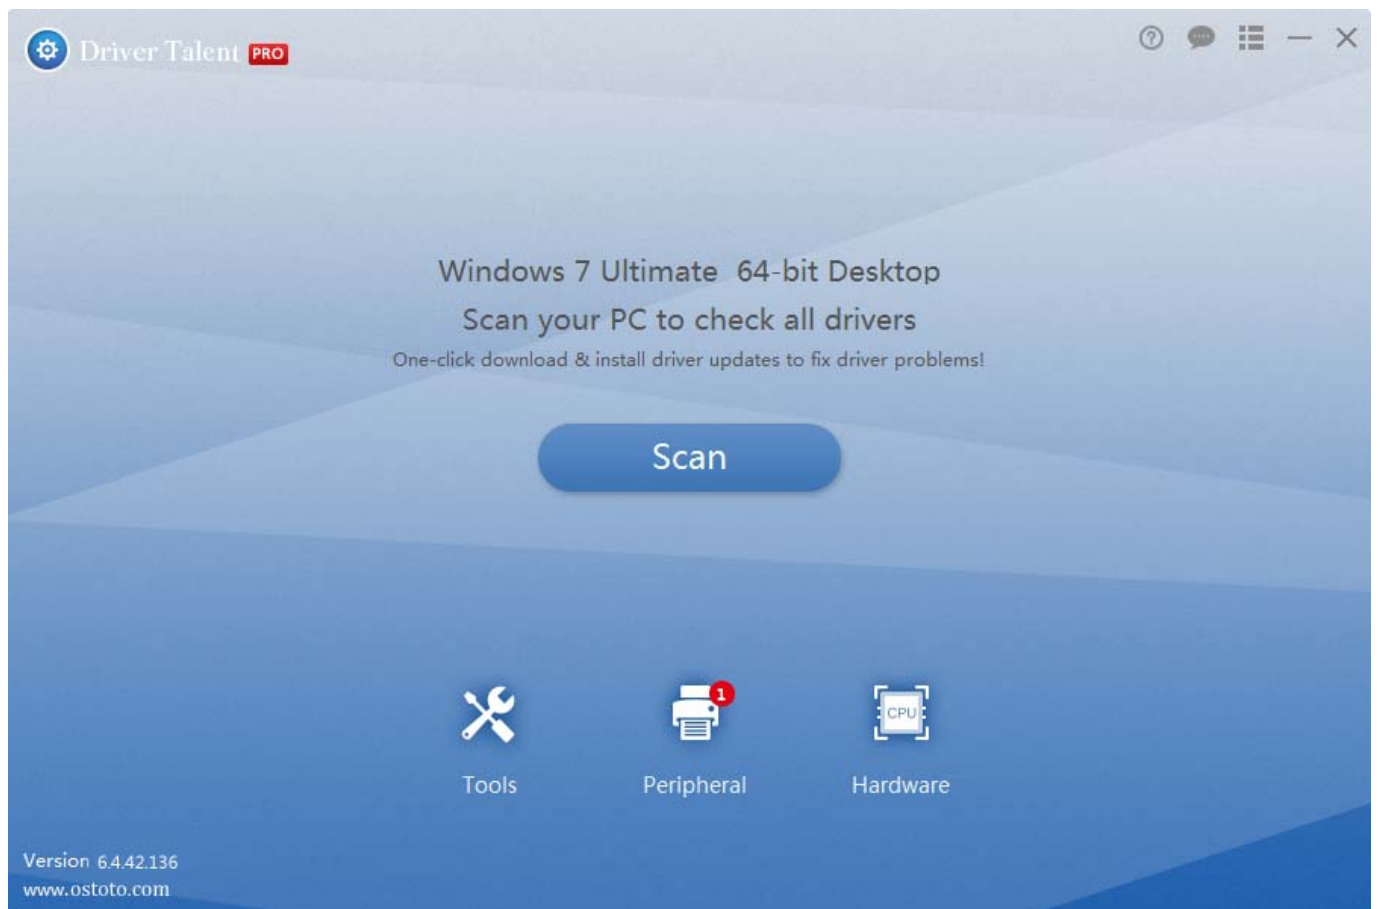 Driver Talent PRO
Windows 7 Ultimate  64-bit Desktop
Scan your PC to check all drivers
One-click download & install driver updates to fix driver problems!
Scan
1
CPU
Tools Peripheral Hardware
Version 6.4.42.136
www.ostoto.com